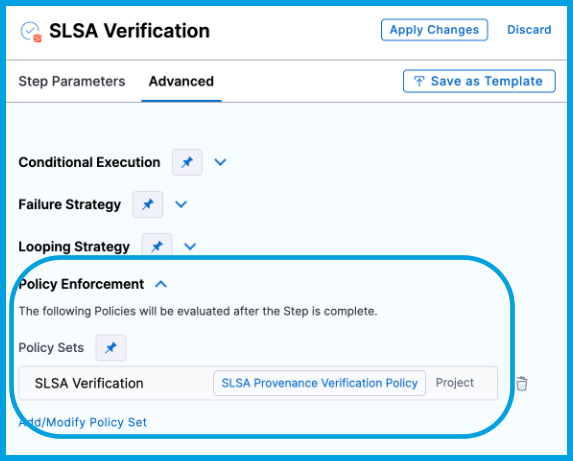 SLSA Verification
Apply Changes
Discard
Step Parameters
Advanced
Save as Template
Conditional Execution
Failure Strategy
Looping Strategy
Policy Enforcement
The following Policies will be evaluated after the Step is complete.
Policy Sets
SLSA Verification
SLSA Provenance Verification Policy
Project
Add/Modify Policy Set